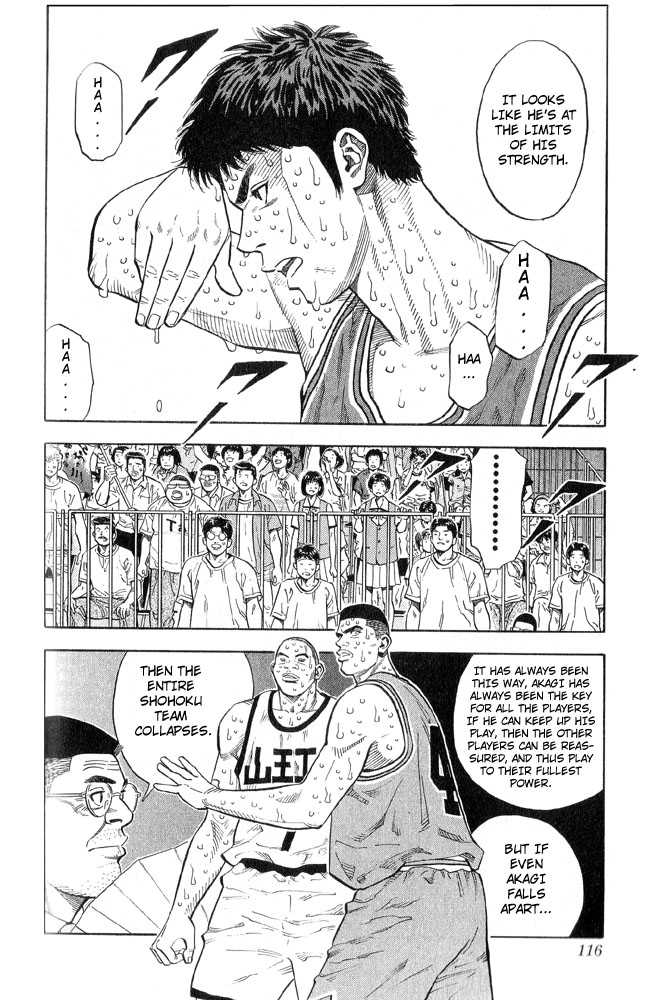 IT LOOKS
LIKE HE'S AT
THE LIMITS
OF HIS
STRENGTH.
HAA...
HAA...
HAA
...
HAA...
..........
IT HAS ALWAYS BEEN
THIS WAY, AKAGI HAS
ALWAYS BEEN THE KEY
FOR ALL THE PLAYERS,
IF HE CAN KEEP UP HIS
PLAY, THEN THE OTHER
PLAYERS CAN BE REAS-
SURED, AND THUS PLAY
TO THEIR FULLEST
POWER.
BUT IF
EVEN
AKAGI
FALLS
APART...
THEN THE
ENTIRE
SHOHOKU
TEAM
COLLAPSES.
山王工
7
4
116